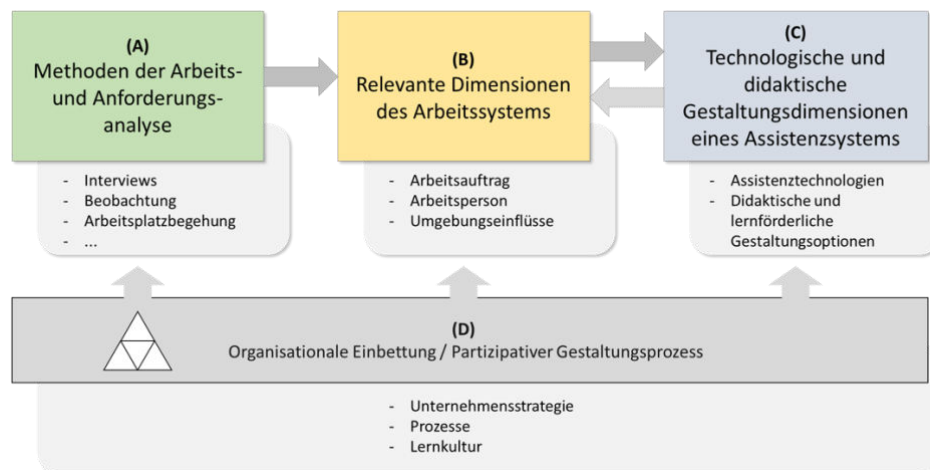 (A)
Methoden der Arbeits-
und Anforderungs-
analyse
- Interviews
- Beobachtung
- Arbeitsplatzbegehung
- ...
(B)
Relevante Dimensionen
des Arbeitssystems
- Arbeitsauftrag
- Arbeitsperson
- Umgebungseinflüsse
(C)
Technologische und
didaktische
Gestaltungsdimensionen
eines Assistenzsystems
- Assistenztechnologien
- Didaktische und
lernförderliche
Gestaltungsoptionen
(D)
Organisationale Einbettung / Partizipativer Gestaltungsprozess
- Unternehmensstrategie
- Prozesse
- Lernkultur